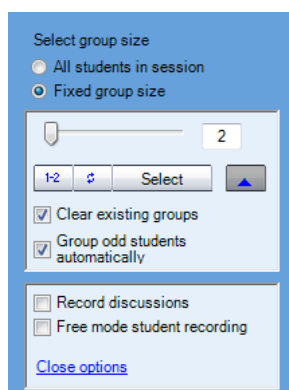 Select group size
All students in session
Fixed group size
2
1-2 Select
Clear existing groups
Group odd students
automatically
Record discussions
Free mode student recording
Close options